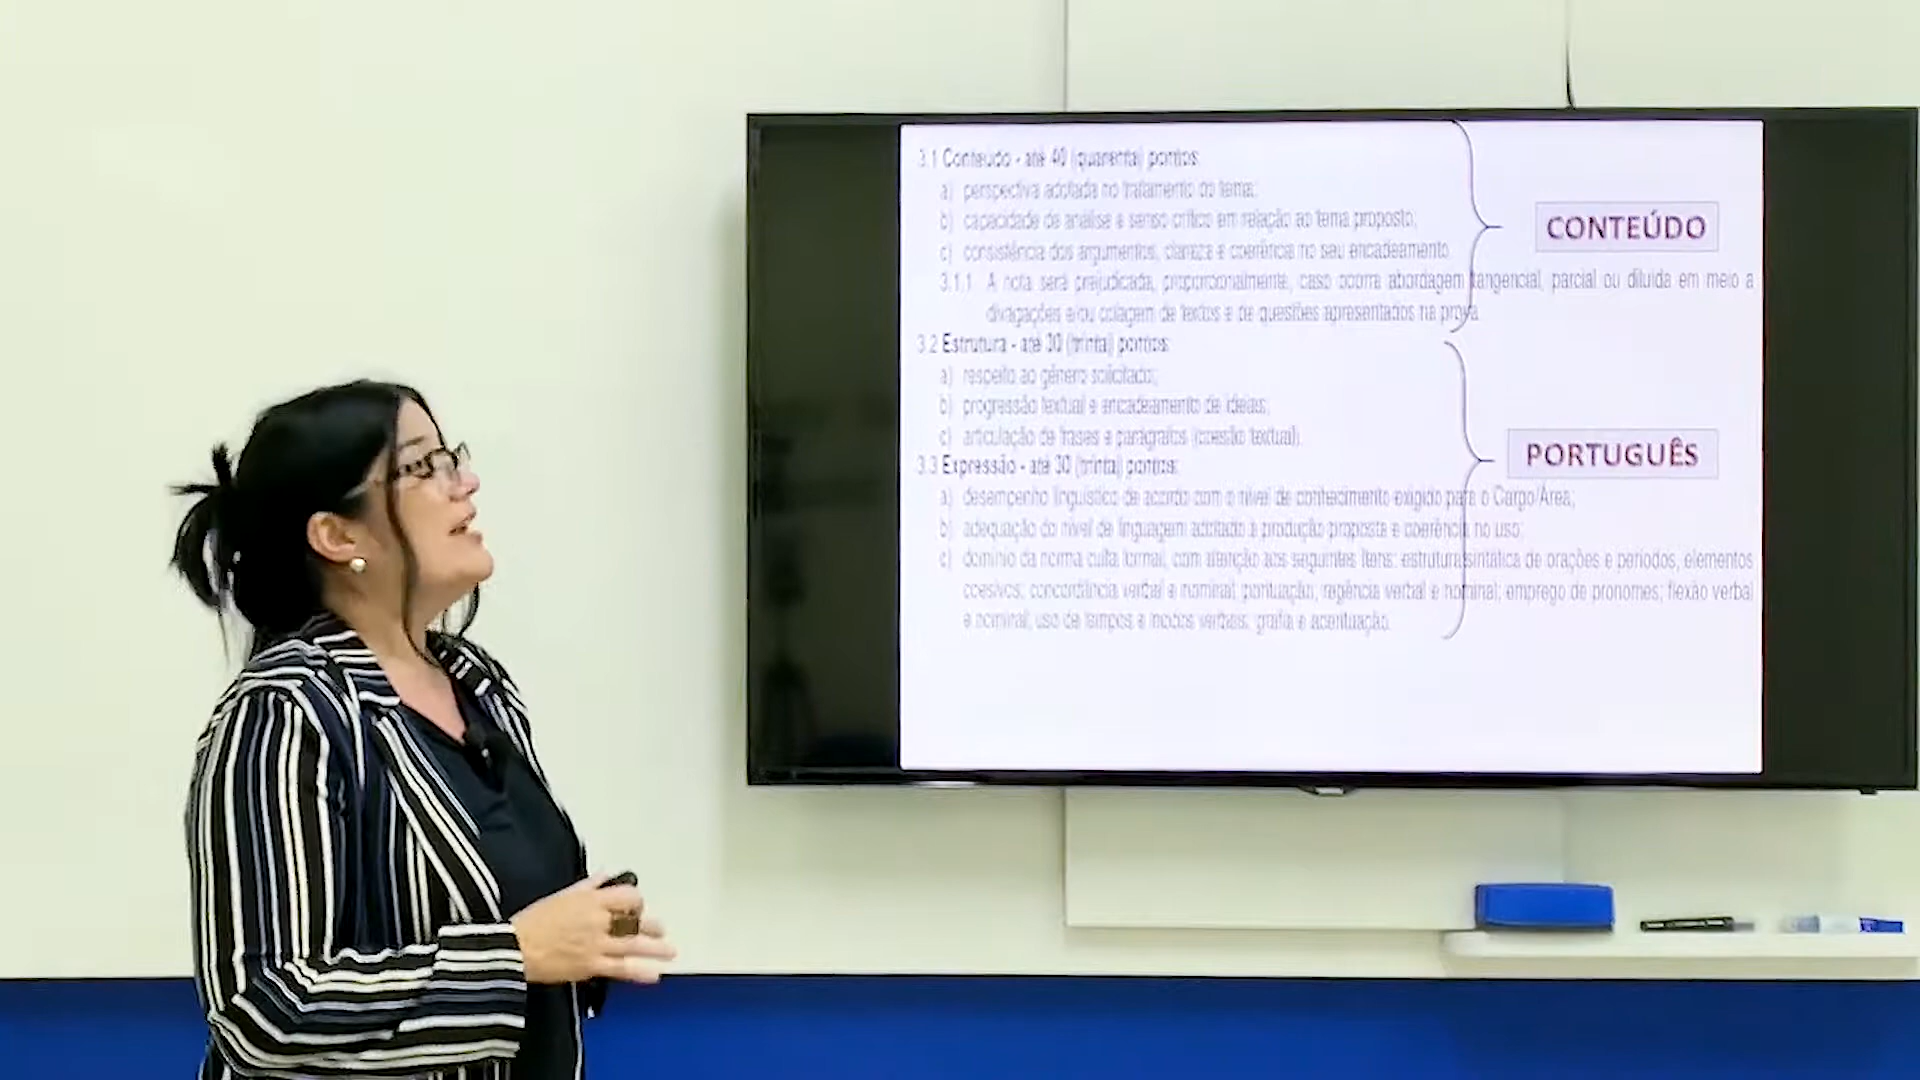 3.1 Conteúdo - até 40 (quarenta) pontos:
a) perspectiva adotada no tratamento do tema;
b) capacidade de análise e senso crítico em relação ao tema proposto;
c) consistência dos argumentos, clareza e coerência no seu encadeamento.
3.1.1 A nota será prejudicada, proporcionalmente, caso ocorra abordagem tangencial, parcial ou diluída em meio a
divagações e/ou colagem de textos e de questões apresentados na prova.
CONTEÚDO
3.2 Estrutura - até 30 (trinta) pontos:
a) respeito ao gênero solicitado;
b) progressão textual e encadeamento de ideias;
c) articulação de frases e parágrafos (coesão textual).
3.3 Expressão - até 30 (trinta) pontos:
a) desempenho linguístico de acordo com o nível de conhecimento exigido para o Cargo/Área;
b) adequação do nível de linguagem adotado à produção proposta e coerência no uso;
c) domínio da norma culta formal, com atenção aos seguintes itens: estrutura sintática de orações e períodos, elementos
coesivos; concordância verbal e nominal; pontuação; regência verbal e nominal; emprego de pronomes; flexão verbal
e nominal; uso de tempos e modos verbais; grafia e acentuação.
PORTUGUÊS